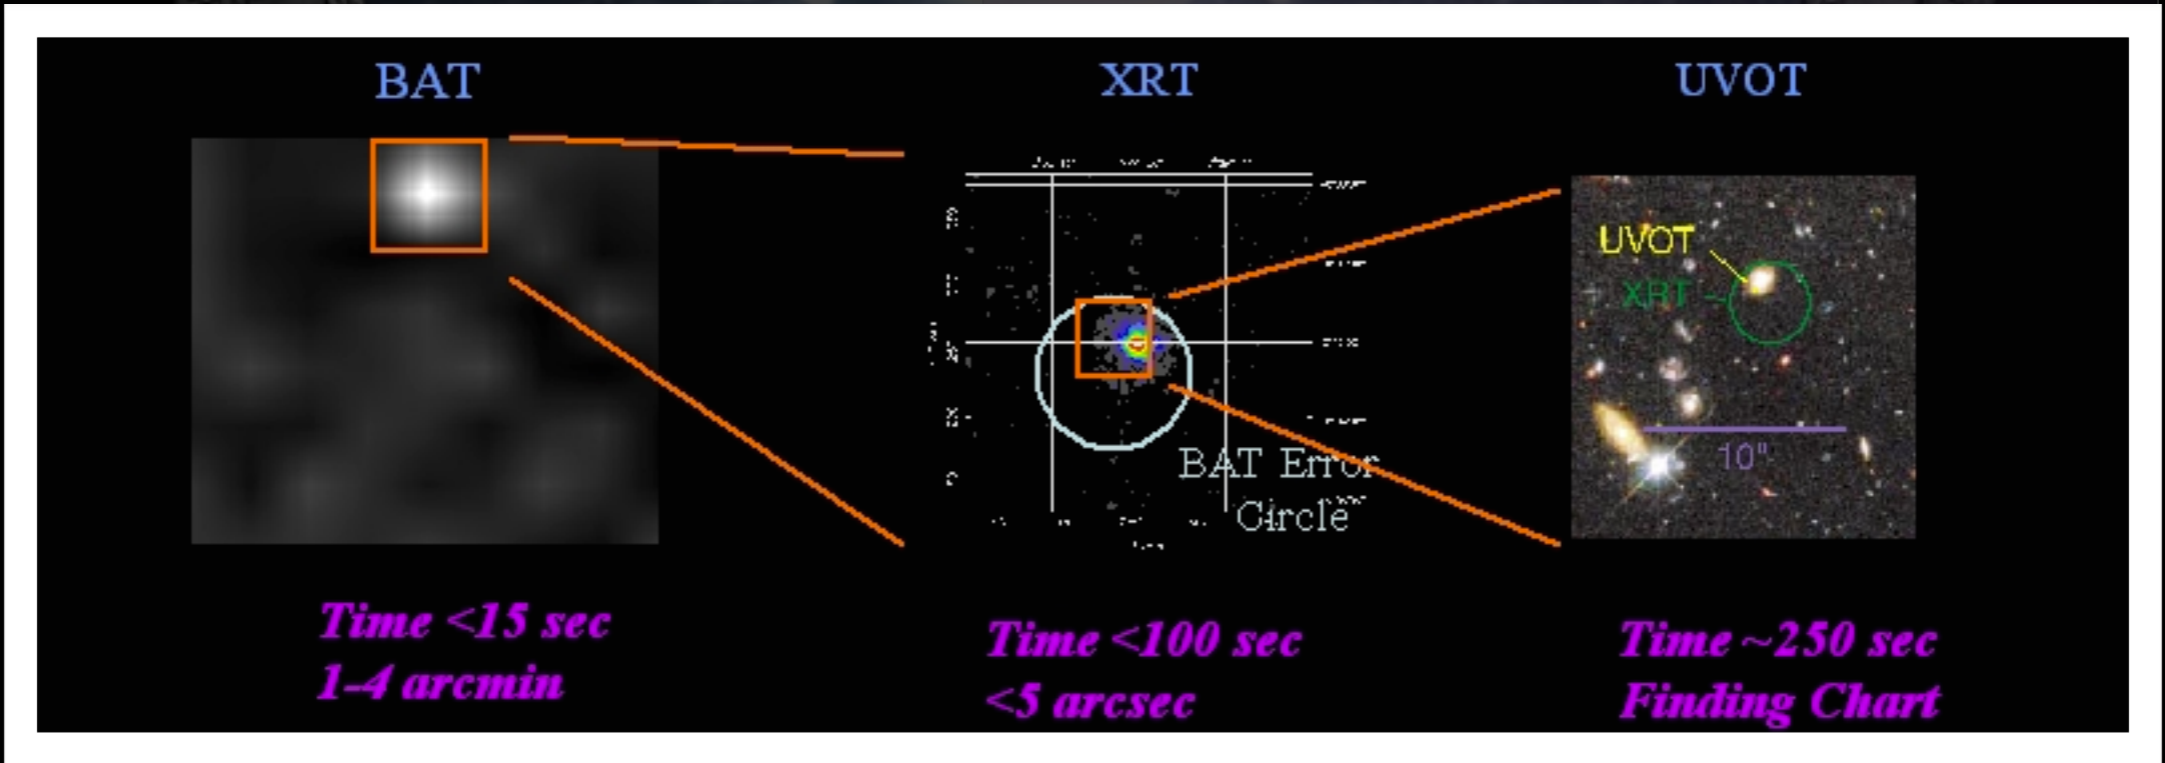 BAT
XRT
UVOT
UVOT
XRT
10"
BAT Error
Circle
Time <15 sec
1-4 arcmin
Time <100 sec
<5 arcsec
Time ~250 sec
Finding Chart